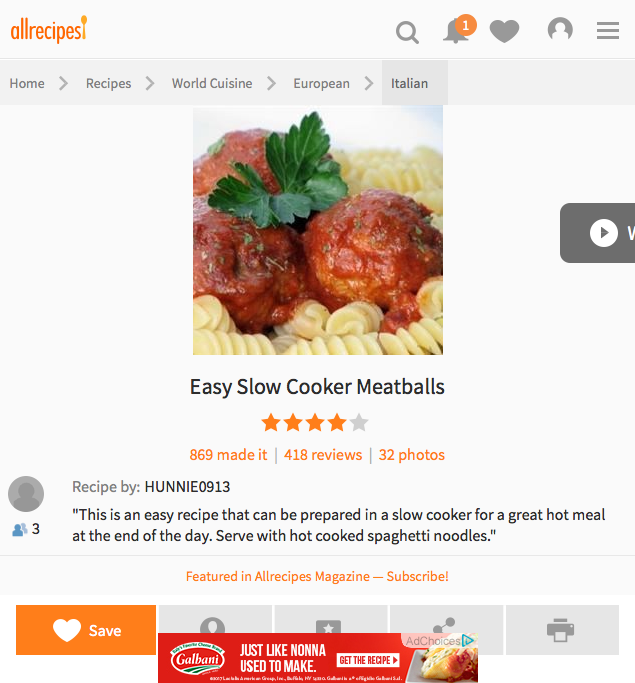 allrecipes
1
Home Recipes World Cuisine European Italian
W
Easy Slow Cooker Meatballs
869 made it | 418 reviews | 32 photos
Recipe by: HUNNIE0913
3
"This is an easy recipe that can be prepared in a slow cooker for a great hot meal
at the end of the day. Serve with hot cooked spaghetti noodles."
Featured in Allrecipes Magazine — Subscribe!
Save
AdChoices
Galbani
JUST LIKE NONNA
USED TO MAKE.
GET THE RECIPE